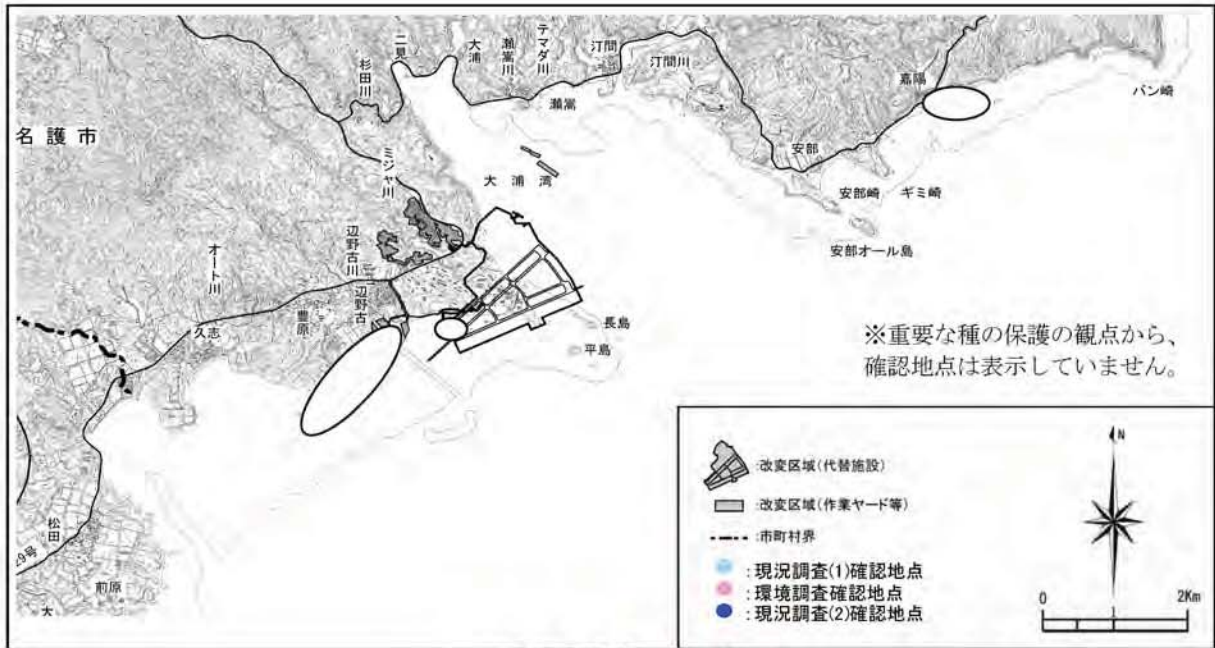 名護市
杉田川
二見
大浦
瀬嵩川
テマダ川
汀間
汀間川
瀬嵩
嘉陽
バン崎
安部
安部崎
ギミ崎
安部オール島
大浦湾
ミジャ川
辺野古川
辺野古
オート川
豊原
久志
長島
平島
松田
前原
大
※重要な種の保護の観点から、
確認地点は表示していません。
:改変区域(代替施設)
:改変区域(作業ヤード等)
:市町村界
:現況調査(1)確認地点
:環境調査確認地点
:現況調査(2)確認地点
N
0 2Km